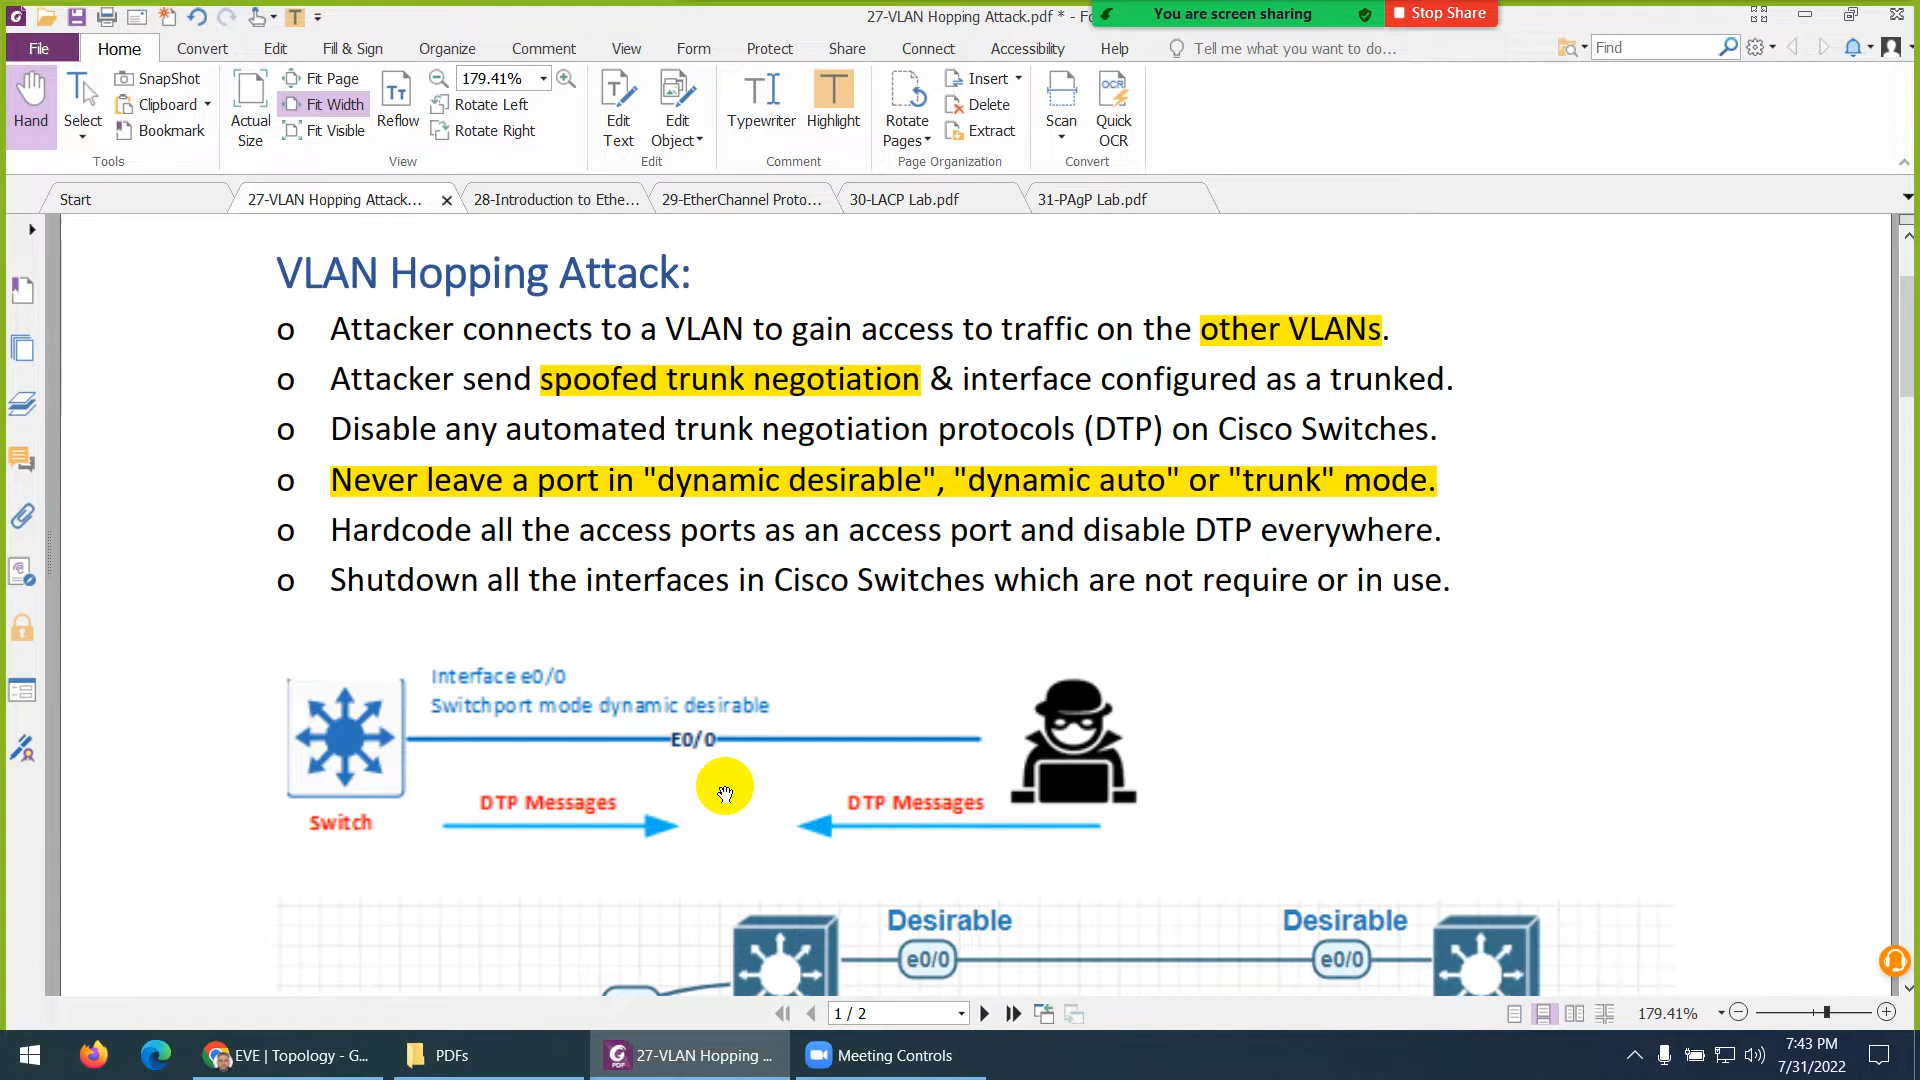 27-VLAN Hopping Attack.pdf * - Fo
You are screen sharing
Stop Share
File
Home
Convert
Edit
Fill & Sign
Organize
Comment
View
Form
Protect
Share
Connect
Accessibility
Help
Tell me what you want to do...
Find
Hand
Select
SnapShot
Clipboard
Bookmark
Tools
Actual
Size
Fit Page
Fit Width
Fit Visible
Reflow
179.41%
Rotate Left
Rotate Right
View
Edit
Text
Edit
Object
Edit
Typewriter
Highlight
Comment
Rotate
Pages
Insert
Delete
Extract
Page Organization
Scan
Quick
OCR
Convert
Start
27-VLAN Hopping Attack...
28-Introduction to Ethe...
29-EtherChannel Proto...
30-LACP Lab.pdf
31-PAgP Lab.pdf
VLAN Hopping Attack:
o Attacker connects to a VLAN to gain access to traffic on the other VLANs.
o Attacker send spoofed trunk negotiation & interface configured as a trunked.
o Disable any automated trunk negotiation protocols (DTP) on Cisco Switches.
o Never leave a port in "dynamic desirable", "dynamic auto" or "trunk" mode.
o Hardcode all the access ports as an access port and disable DTP everywhere.
o Shutdown all the interfaces in Cisco Switches which are not require or in use.
Interface e0/0
Switchport mode dynamic desirable
E0/0
DTP Messages
DTP Messages
Switch
Desirable
Desirable
e0/0
e0/0
1 / 2
179.41%
EVE | Topology - G...
PDFs
27-VLAN Hopping ...
Meeting Controls
7:43 PM
7/31/2022